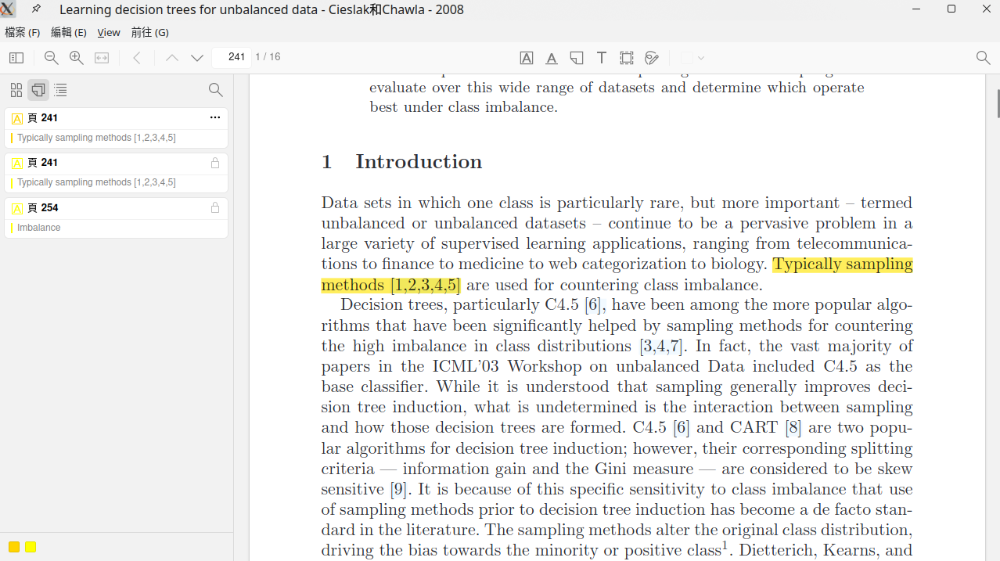 Learning decision trees for unbalanced data - Cieslak和Chawla - 2008
檔案 (F) 編輯 (E) View 前往 (G)
241 1 / 16
頁 241
Typically sampling methods [1,2,3,4,5]
頁 241
Typically sampling methods [1,2,3,4,5]
頁 254
Imbalance
evaluate over this wide range of datasets and determine which operate
best under class imbalance.
1 Introduction
Data sets in which one class is particularly rare, but more important – termed
unbalanced or unbalanced datasets – continue to be a pervasive problem in a
large variety of supervised learning applications, ranging from telecommunica-
tions to finance to medicine to web categorization to biology. Typically sampling
methods [1,2,3,4,5] are used for countering class imbalance.
Decision trees, particularly C4.5 [6], have been among the more popular algo-
rithms that have been significantly helped by sampling methods for countering
the high imbalance in class distributions [3,4,7]. In fact, the vast majority of
papers in the ICML’03 Workshop on unbalanced Data included C4.5 as the
base classifier. While it is understood that sampling generally improves deci-
sion tree induction, what is undetermined is the interaction between sampling
and how those decision trees are formed. C4.5 [6] and CART [8] are two popu-
lar algorithms for decision tree induction; however, their corresponding splitting
criteria — information gain and the Gini measure — are considered to be skew
sensitive [9]. It is because of this specific sensitivity to class imbalance that use
of sampling methods prior to decision tree induction has become a de facto stan-
dard in the literature. The sampling methods alter the original class distribution,
driving the bias towards the minority or positive class1. Dietterich, Kearns, and